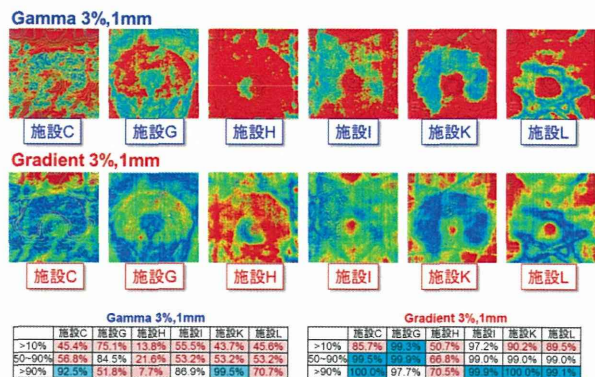 Gamma 3%,1mm
施設C 施設G 施設H 施設I 施設K 施設L
Gradient 3%,1mm
施設C 施設G 施設H 施設I 施設K 施設L
Gamma 3%,1mm
施設C 施設G 施設H 施設I 施設K 施設L
>10% 45.4% 75.1% 13.8% 55.5% 43.7% 45.6%
50~90% 56.8% 84.5% 21.6% 53.2% 53.2% 53.2%
>90% 92.5% 51.8% 7.7% 86.9% 99.5% 70.7%
Gradient 3%,1mm
施設C 施設G 施設H 施設I 施設K 施設L
>10% 85.7% 99.3% 50.7% 97.2% 90.2% 89.5%
50~90% 99.5% 99.9% 66.8% 99.0% 99.0% 99.0%
>90% 100.0% 97.7% 70.5% 99.9% 100.0% 99.1%